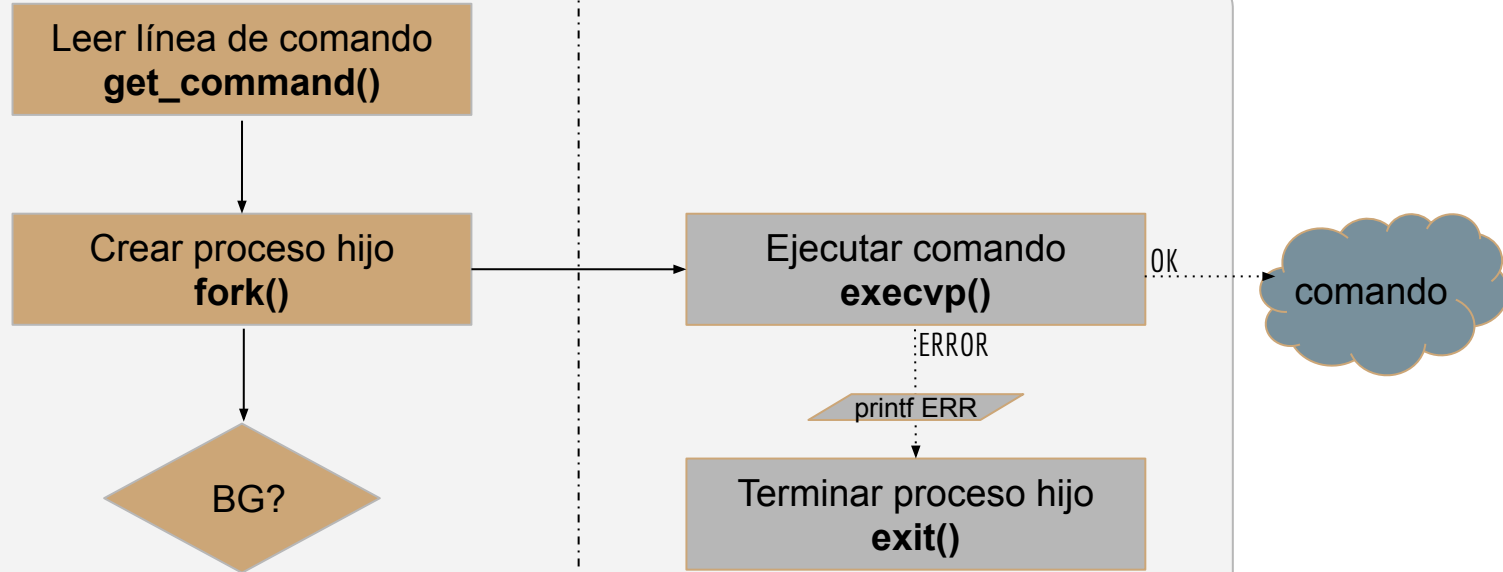 Leer línea de comando
get_command()
Crear proceso hijo
fork()
Ejecutar comando
execvp()
OK
comando
ERROR
printf ERR
BG?
Terminar proceso hijo
exit()